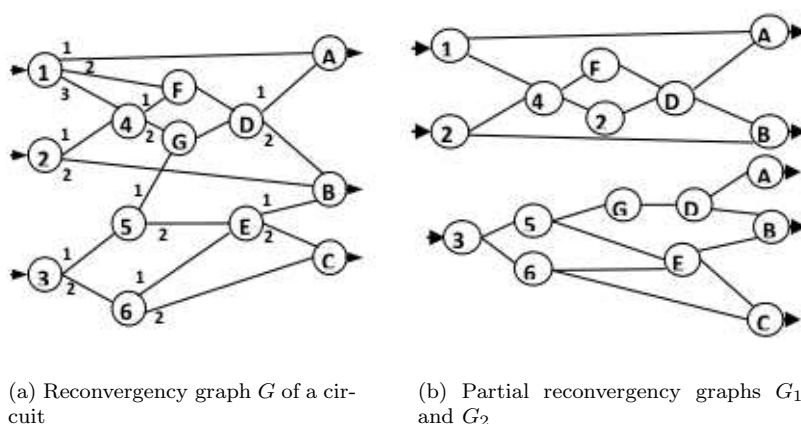 1
A
1
2
F
3
1
1
4
D
2
G
2
1
2
2
1
B
1
5
2
E
2
C
1
3
2
1
6
2
1
A
F
4
2
D
2
B
A
G
D
5
B
3
E
6
C
(a) Reconvergency graph G of a cir-
cuit
(b) Partial reconvergency graphs G1
and G2